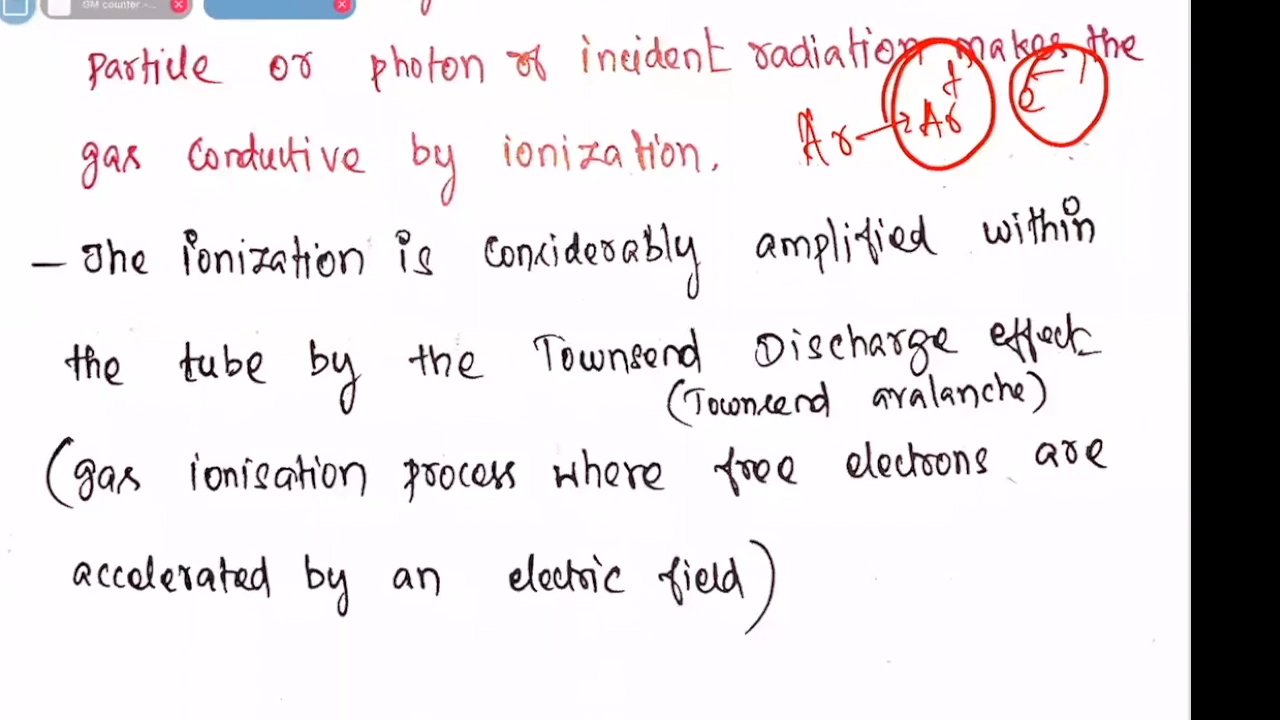 GM counter -...
particle or photon of incident radiation makes the
Ar → Ar+ e-
gas conductive by ionization.
- The ionization is considerably amplified within
the tube by the Townsend Discharge effect
(Townsend avalanche)
(gas ionisation process where free electrons are
accelerated by an electric field)